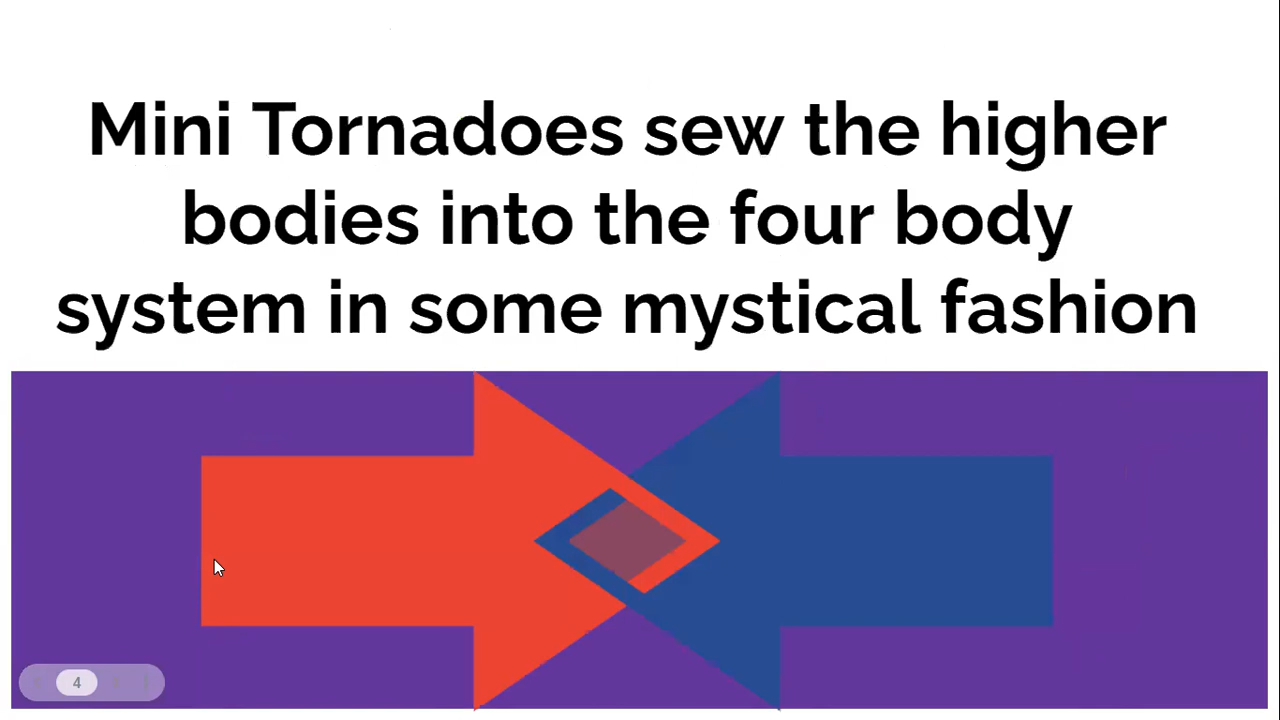 Mini Tornadoes sew the higher
bodies into the four body
system in some mystical fashion
4